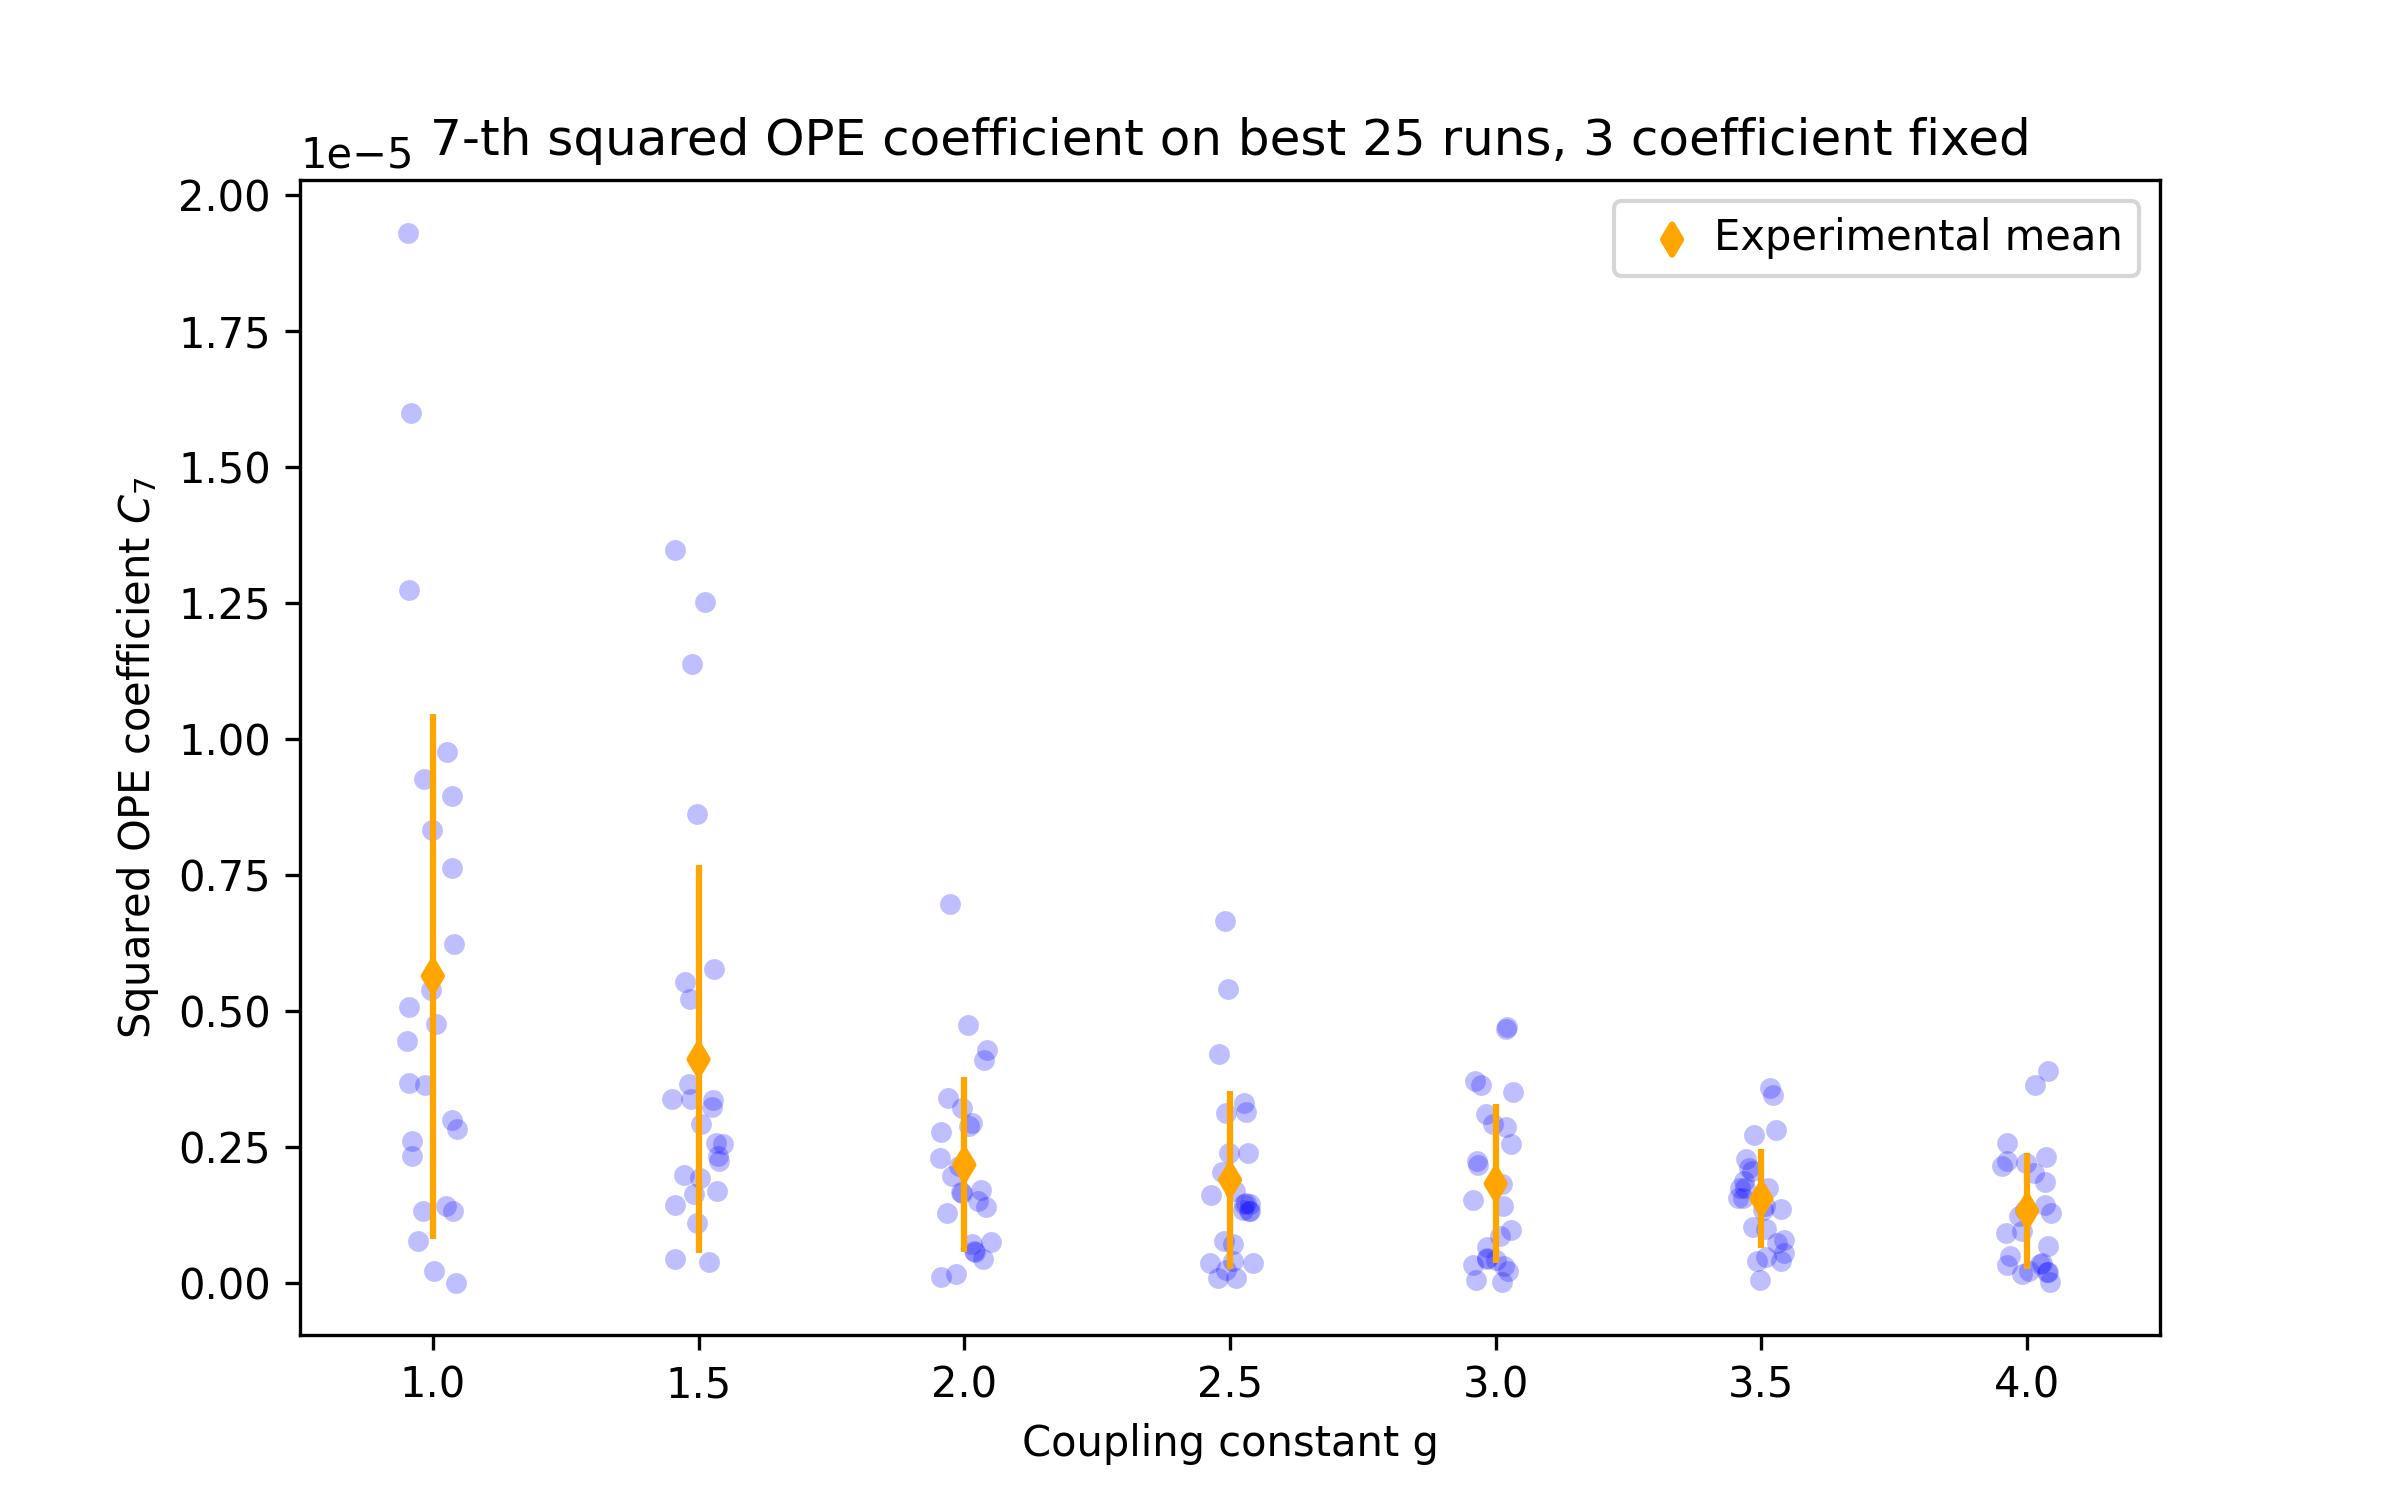 7-th squared OPE coefficient on best 25 runs, 3 coefficient fixed
1e−5
2.00
1.75
1.50
1.25
1.00
0.75
0.50
0.25
0.00
Squared OPE coefficient C₇
Experimental mean
1.0 1.5 2.0 2.5 3.0 3.5 4.0
Coupling constant g